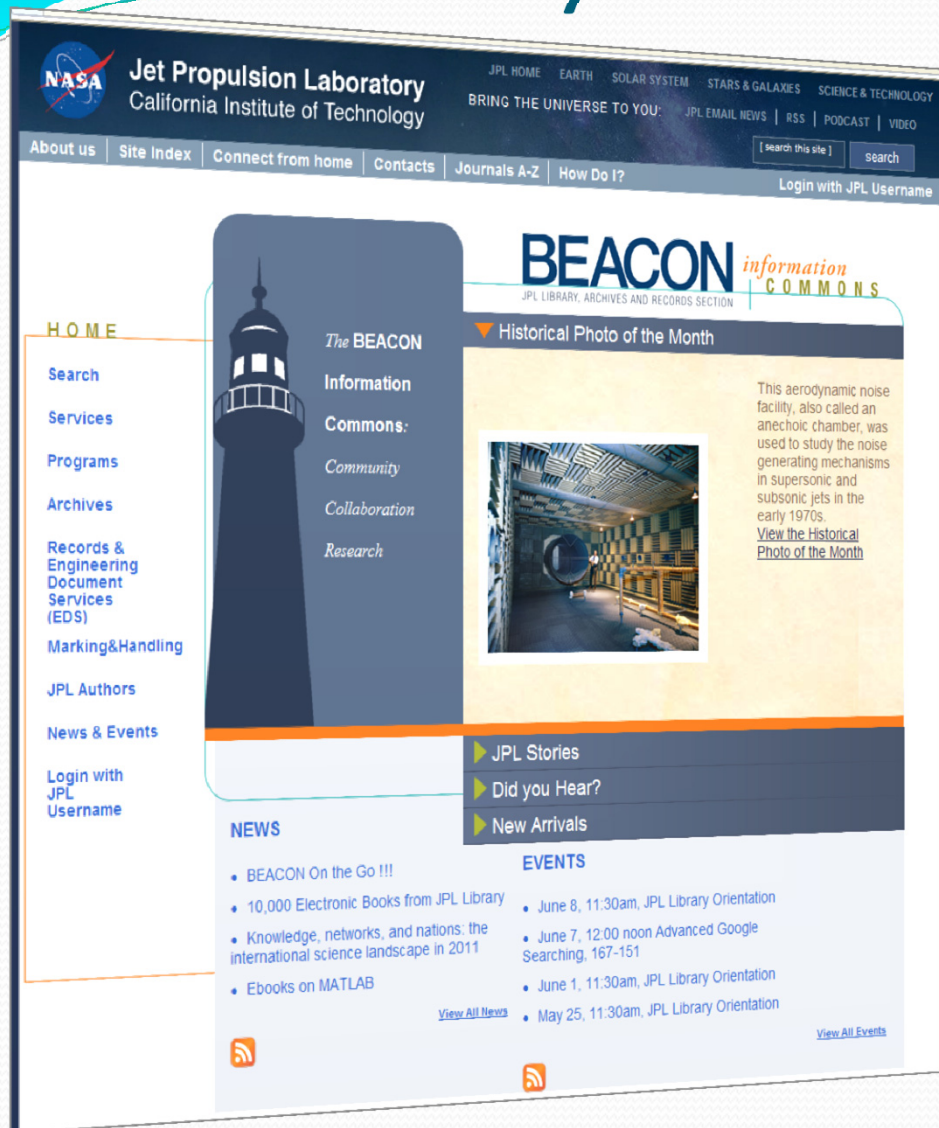 NASA
Jet Propulsion Laboratory
California Institute of Technology
JPL HOME EARTH SOLAR SYSTEM STARS & GALAXIES SCIENCE & TECHNOLOGY
BRING THE UNIVERSE TO YOU: JPL EMAIL NEWS | RSS | PODCAST | VIDEO
[ search this site ] search
About us | Site Index | Connect from home | Contacts | Journals A-Z | How Do I?
Login with JPL Username
BEACON information
COMMONS
JPL LIBRARY, ARCHIVES AND RECORDS SECTION
HOME
Search
Services
Programs
Archives
Records &
Engineering
Document
Services
(EDS)
Marking&Handling
JPL Authors
News & Events
Login with
JPL
Username
The BEACON
Information
Commons:
Community
Collaboration
Research
Historical Photo of the Month
This aerodynamic noise
facility, also called an
anechoic chamber, was
used to study the noise
generating mechanisms
in supersonic and
subsonic jets in the
early 1970s.
View the Historical
Photo of the Month
JPL Stories
Did you Hear?
New Arrivals
NEWS
• BEACON On the Go !!!
• 10,000 Electronic Books from JPL Library
• Knowledge, networks, and nations: the
international science landscape in 2011
• Ebooks on MATLAB
View All News
EVENTS
• June 8, 11:30am, JPL Library Orientation
• June 7, 12:00 noon Advanced Google
Searching, 167-151
• June 1, 11:30am, JPL Library Orientation
• May 25, 11:30am, JPL Library Orientation
View All Events